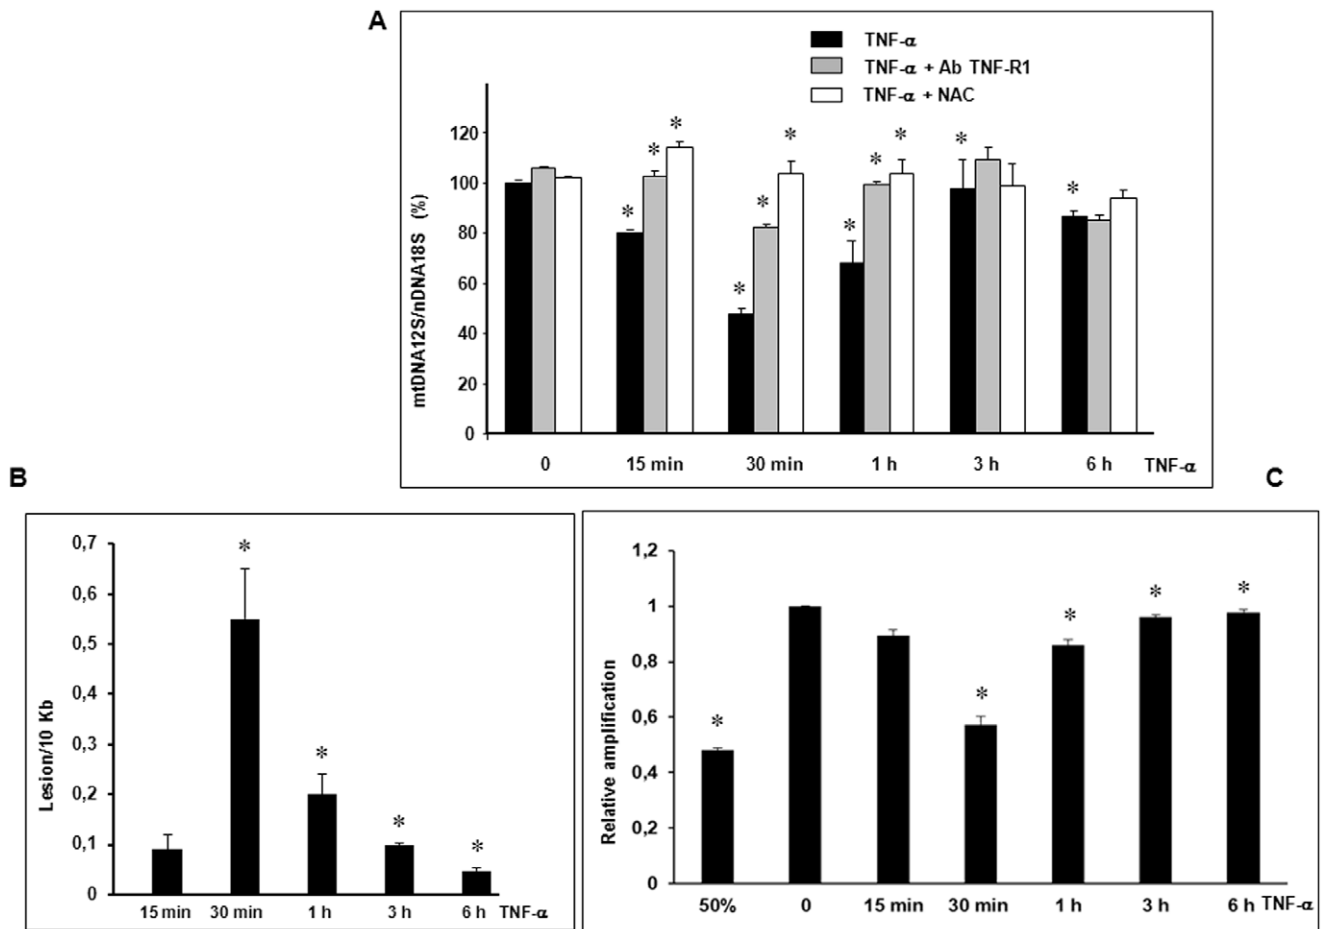 A
TNF-α
TNF-α + Ab TNF-R1
TNF-α + NAC
mtDNA12S/nDNA18S (%)
120
100
80
60
40
20
0
* * * * * * * * * * *
0 15 min 30 min 1 h 3 h 6 h TNF-α
B
Lesion/10 Kb
0,7
0,6
0,5
0,4
0,3
0,2
0,1
0
* * * *
15 min 30 min 1 h 3 h 6 h TNF-α
C
Relative amplification
1,2
1
0,8
0,6
0,4
0,2
0
* * * * *
50% 0 15 min 30 min 1 h 3 h 6 h TNF-α